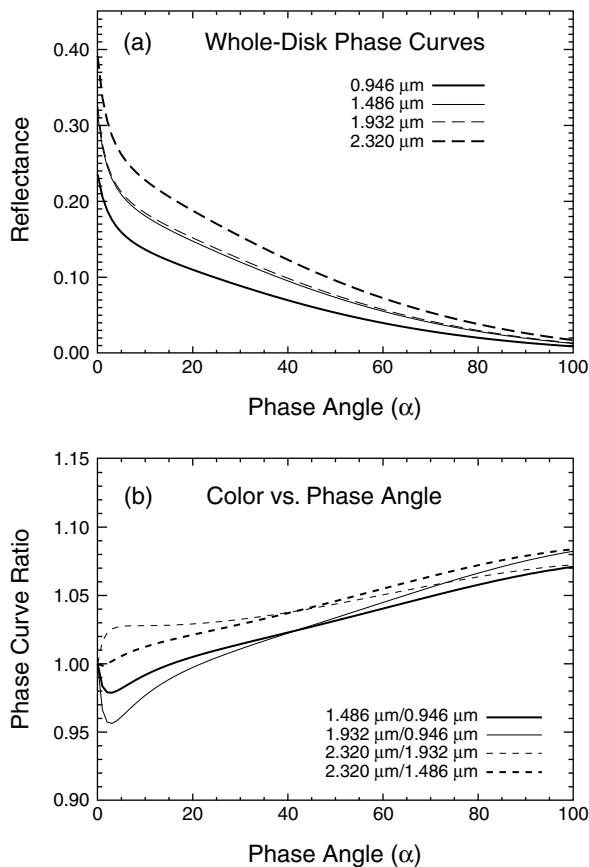 (a) Whole-Disk Phase Curves
0.946 μm
1.486 μm
1.932 μm
2.320 μm
0.40
0.30
0.20
0.10
0.00
Reflectance
0 20 40 60 80 100
Phase Angle (α)
(b) Color vs. Phase Angle
1.15
1.10
1.05
1.00
0.95
0.90
Phase Curve Ratio
1.486 μm/0.946 μm
1.932 μm/0.946 μm
2.320 μm/1.932 μm
2.320 μm/1.486 μm
0 20 40 60 80 100
Phase Angle (α)